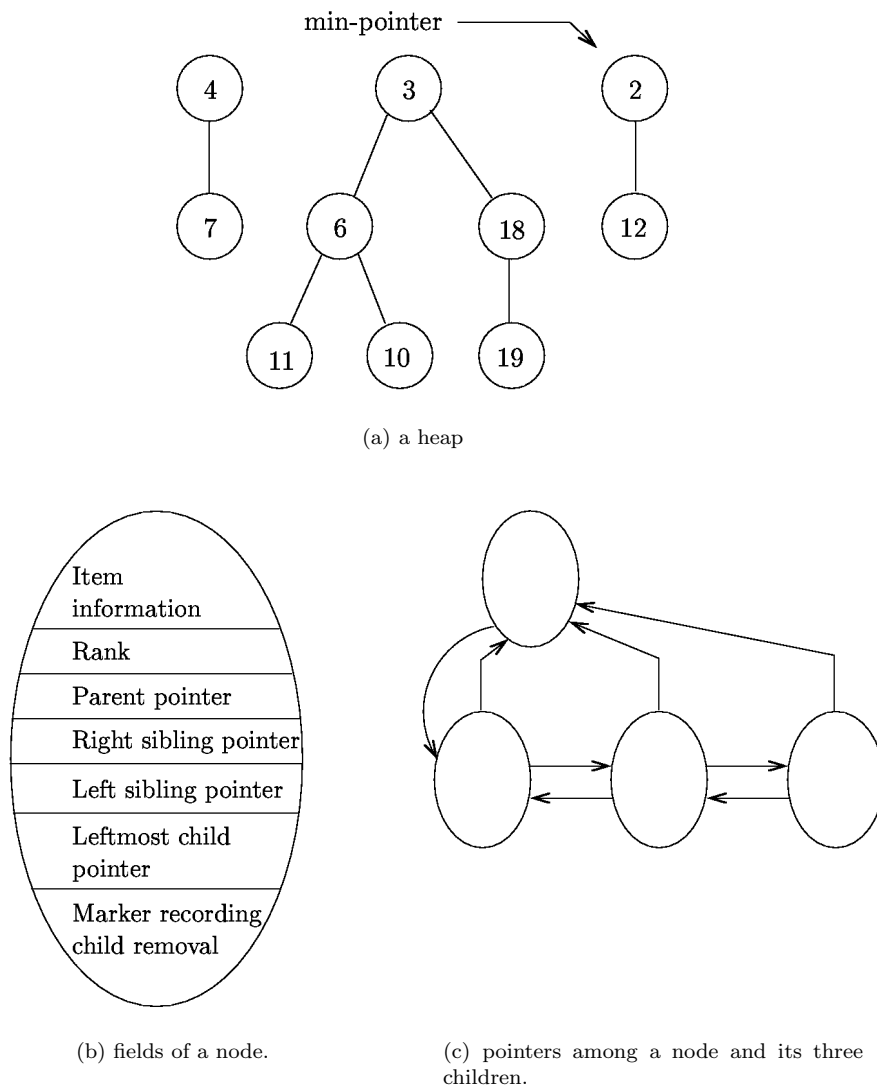 min-pointer
4 3 2
7 6 18 12
11 10 19
(a) a heap
Item
information
Rank
Parent pointer
Right sibling pointer
Left sibling pointer
Leftmost child
pointer
Marker recording
child removal
(b) fields of a node.
(c) pointers among a node and its three
children.